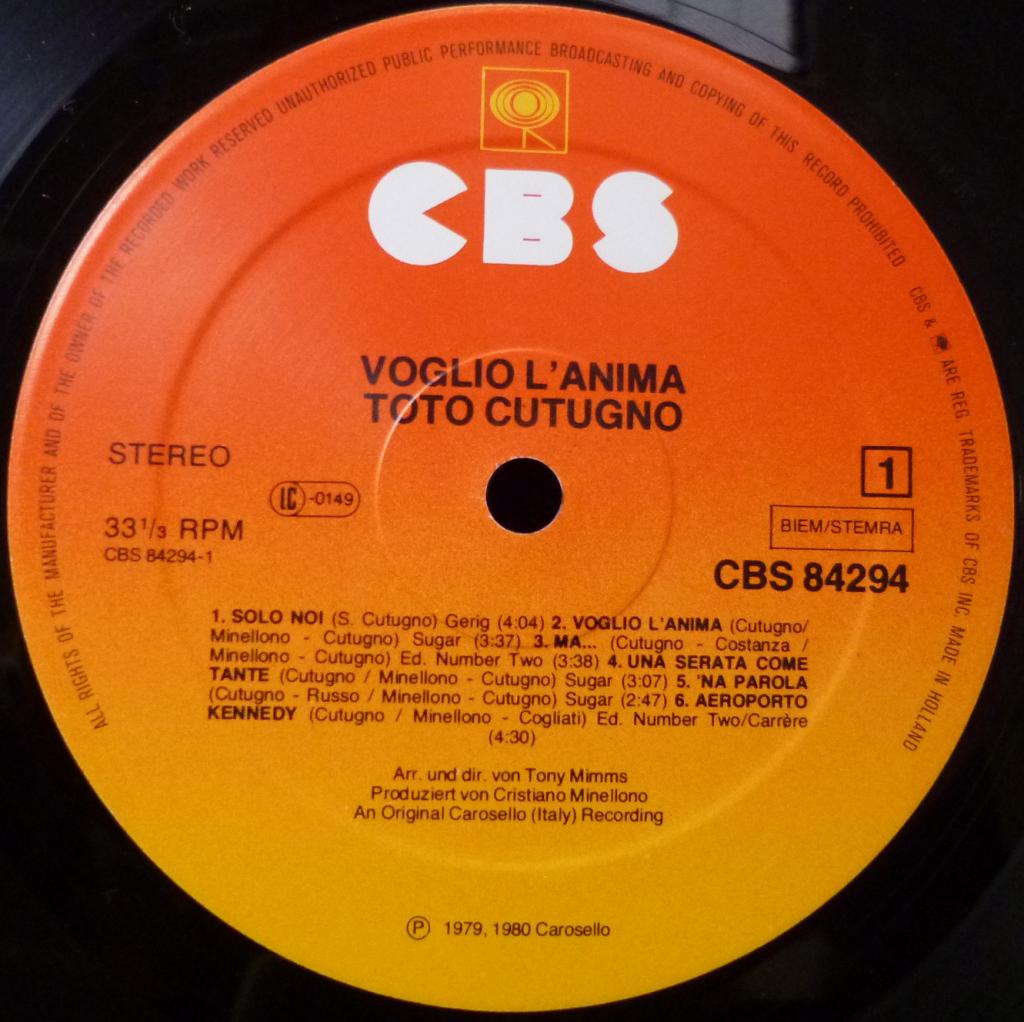 ALL RIGHTS OF THE MANUFACTURER AND OF THE OWNER OF THE RECORDED WORK RESERVED UNAUTHORIZED PUBLIC PERFORMANCE BROADCASTING AND COPYING OF THIS RECORD PROHIBITED
CBS & ARE REG. TRADEMARKS OF CBS INC. MADE IN HOLLAND
CBS
VOGLIO L'ANIMA
TOTO CUTUGNO
STEREO
LC-0149
33 1/3 RPM
CBS 84294-1
1
BIEM/STEMRA
CBS 84294
1. SOLO NOI (S. Cutugno) Gerig (4:04) 2. VOGLIO L'ANIMA (Cutugno/
Minellono - Cutugno) Sugar (3:37) 3. MA... (Cutugno - Costanza /
Minellono - Cutugno) Ed. Number Two (3:38) 4. UNA SERATA COME
TANTE (Cutugno / Minellono - Cutugno) Sugar (3:07) 5. 'NA PAROLA
(Cutugno - Russo / Minellono - Cutugno) Sugar (2:47) 6. AEROPORTO
KENNEDY (Cutugno / Minellono - Cogliati) Ed. Number Two/Carrère
(4:30)
Arr. und dir. von Tony Mimms
Produziert von Cristiano Minellono
An Original Carosello (Italy) Recording
℗ 1979, 1980 Carosello